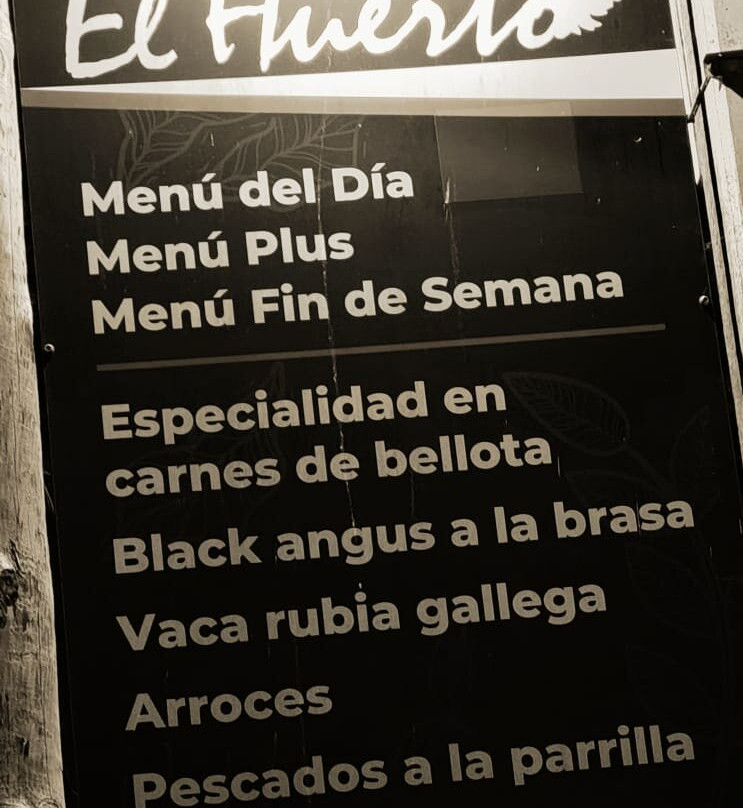 El Huerto
Menú del Día
Menú Plus
Menú Fin de Semana
Especialidad en
carnes de bellota
Black angus a la brasa
Vaca rubia gallega
Arroces
Pescados a la parrilla